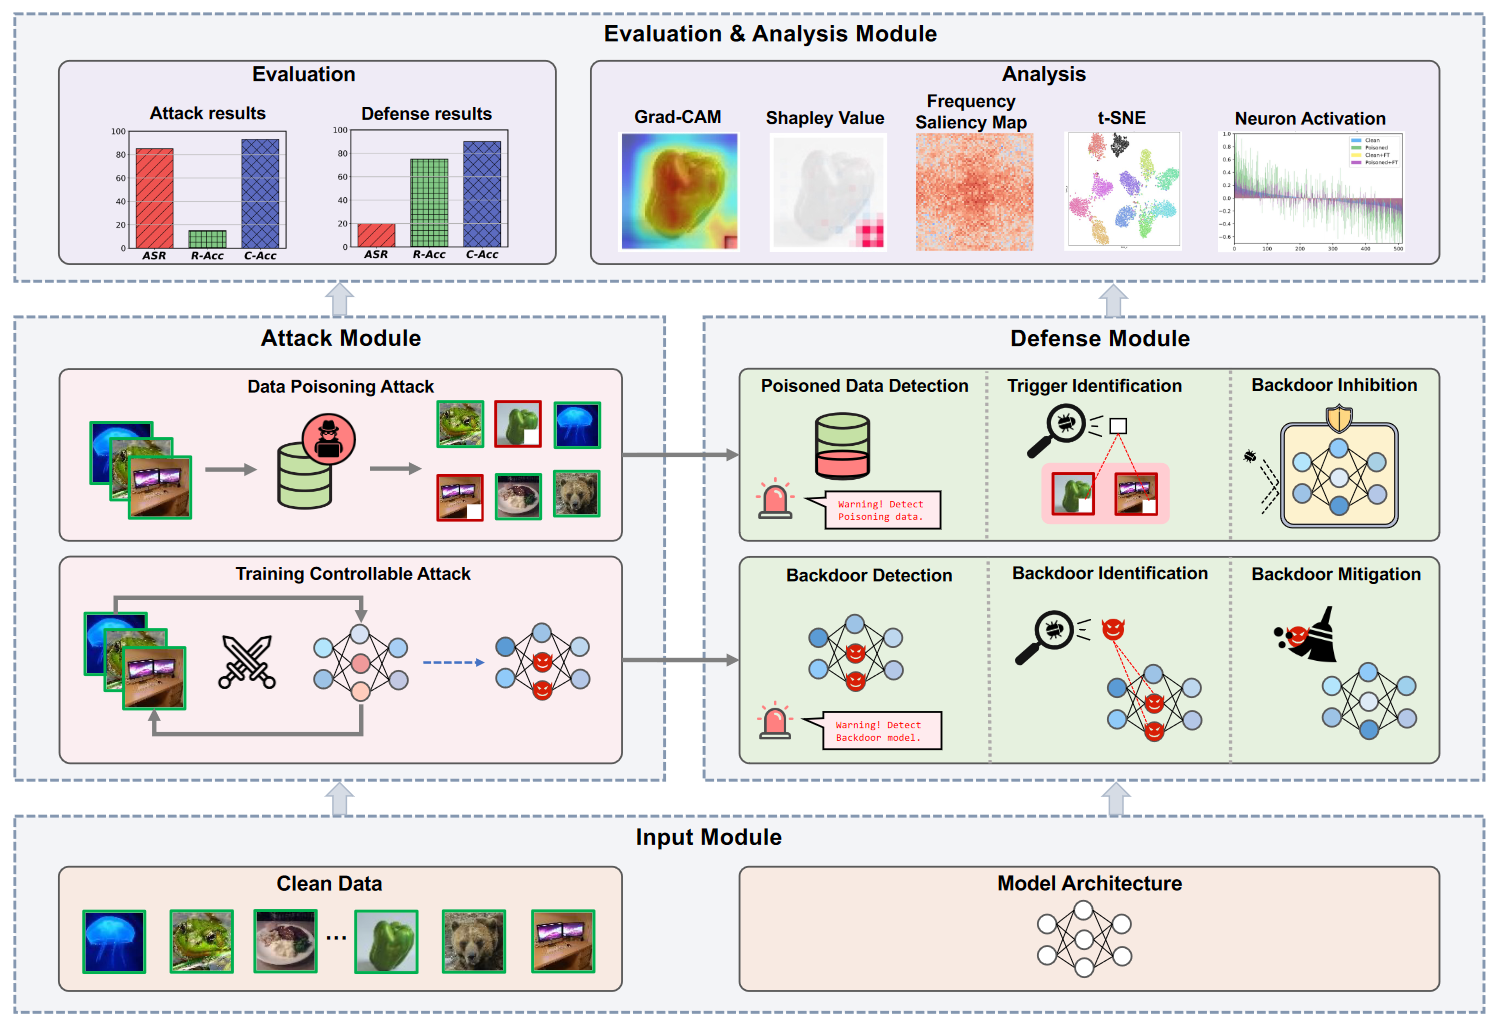 Evaluation & Analysis Module
Evaluation
Attack results
100
80
60
40
20
0
ASR R-Acc C-Acc
Defense results
100
80
60
40
20
0
ASR R-Acc C-Acc
Analysis
Grad-CAM
Shapley Value
Frequency
Saliency Map
t-SNE
Neuron Activation
1.0
0.8
0.6
0.4
0.2
0.0
−0.2
−0.4
−0.6
0 100 200 300 400 500
Clean
Poisoned
Clean+FT
Poisoned+FT
Attack Module
Data Poisoning Attack
Training Controllable Attack
Defense Module
Poisoned Data Detection
Warning! Detect
Poisoning data.
Trigger Identification
Backdoor Inhibition
Backdoor Detection
Warning! Detect
Backdoor model.
Backdoor Identification
Backdoor Mitigation
Input Module
Clean Data
...
Model Architecture